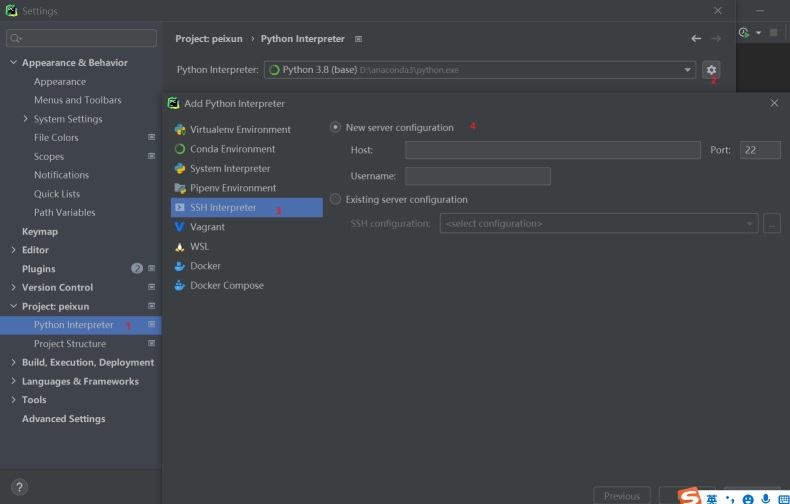 Settings
Appearance & Behavior
Appearance
Menus and Toolbars
System Settings
File Colors
Scopes
Notifications
Quick Lists
Path Variables
Keymap
Editor
Plugins 2
Version Control
Project: peixun
Python Interpreter 1
Project Structure
Build, Execution, Deployment
Languages & Frameworks
Tools
Advanced Settings
?
Project: peixun › Python Interpreter
Python Interpreter: Python 3.8 (base) D:\anaconda3\python.exe
2
Add Python Interpreter
Virtualenv Environment
Conda Environment
System Interpreter
Pipenv Environment
SSH Interpreter 3
Vagrant
WSL
Docker
Docker Compose
New server configuration 4
Host: Port: 22
Username:
Existing server configuration
SSH configuration: <select configuration> ...
Previous
英